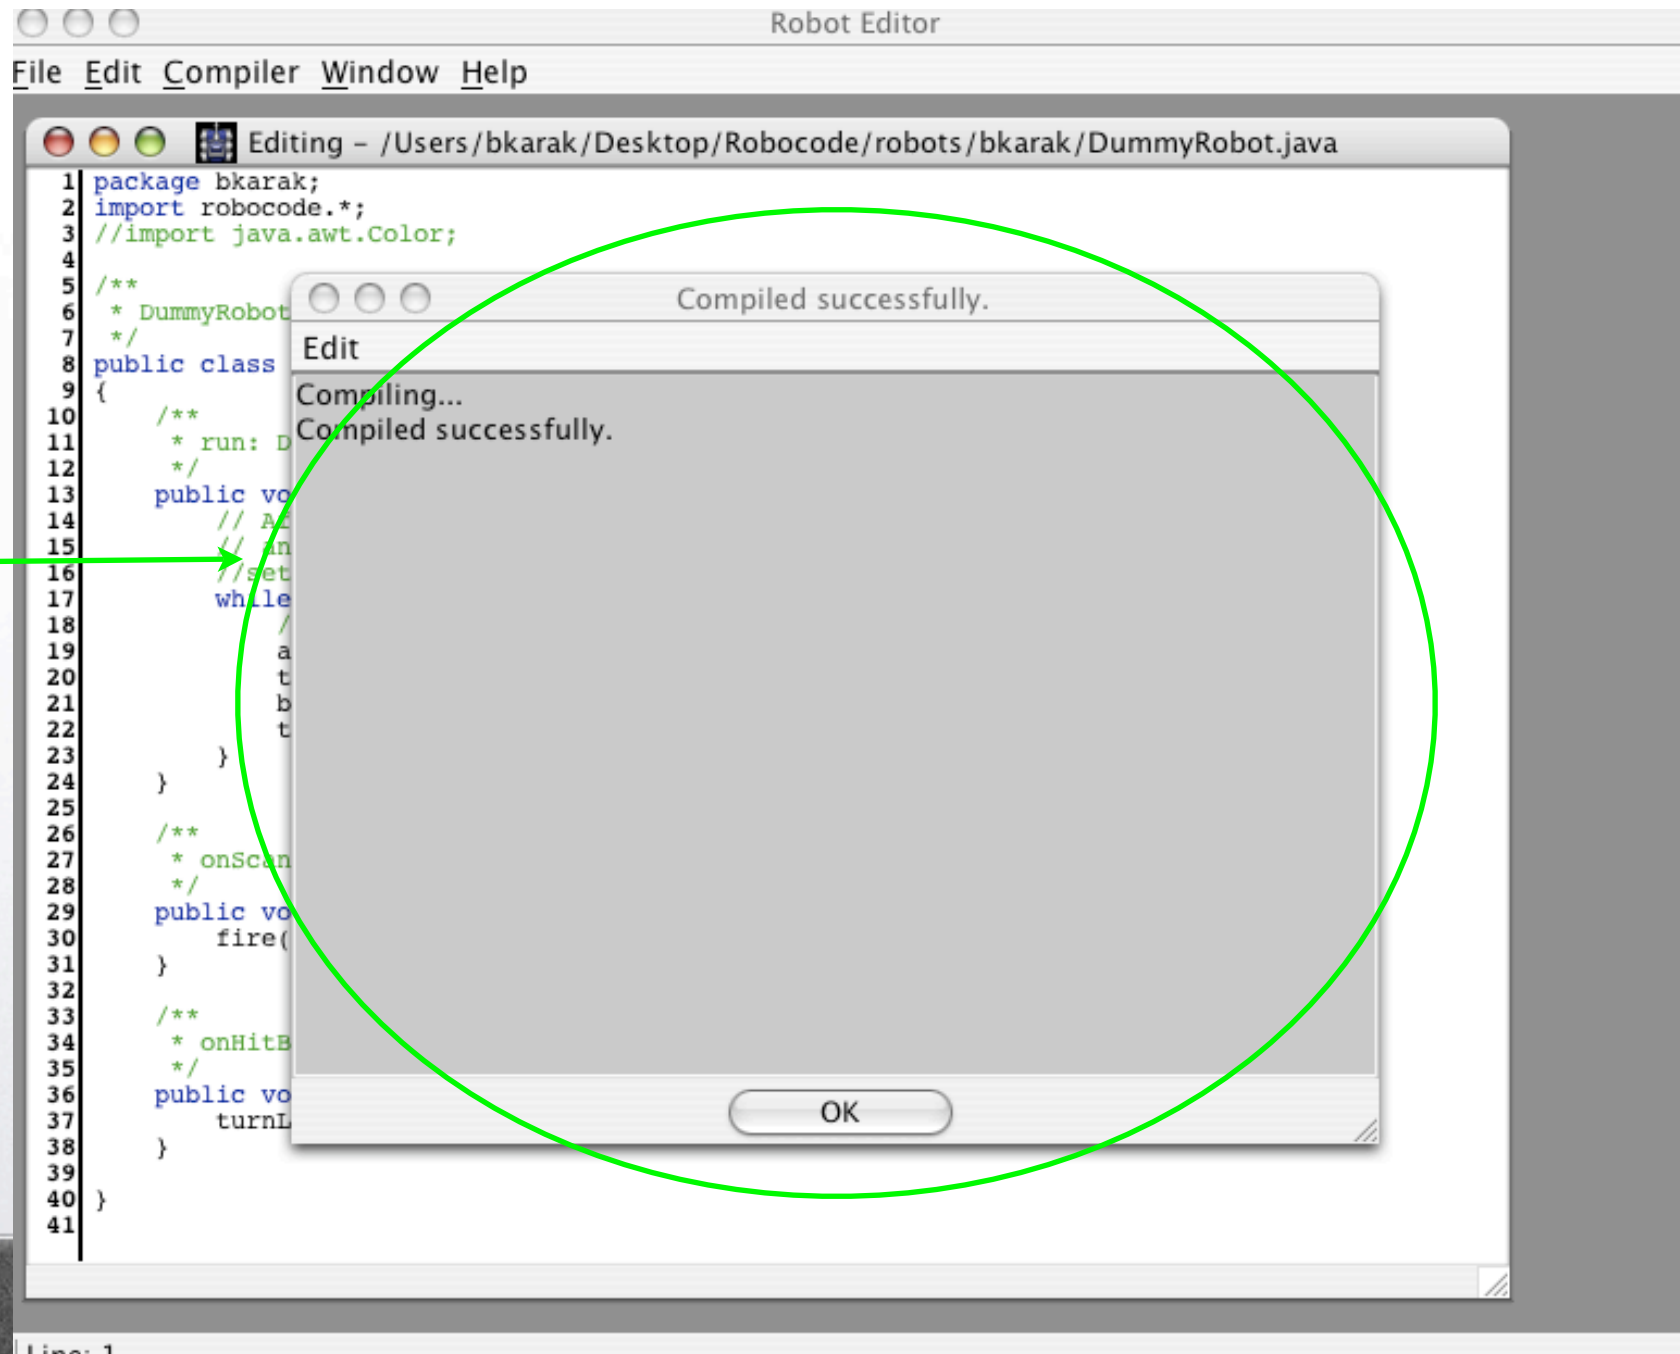 Robot Editor
File Edit Compiler Window Help
Editing – /Users/bkarak/Desktop/Robocode/robots/bkarak/DummyRobot.java
1 package bkarak;
2 import robocode.*;
3 //import java.awt.Color;
4
5 /**
6 * DummyRobot
7 */
8 public class
9 {
10 /**
11 * run: D
12 */
13 public vo
14 //
15 // an
16 //set
17 while
18 /
19 a
20 t
21 b
22 t
23 }
24 }
25
26 /**
27 * onScan
28 */
29 public vo
30 fire(
31 }
32
33 /**
34 * onHitB
35 */
36 public vo
37 turnL
38 }
39
40 }
41
Compiled successfully.
Edit
Compiling...
Compiled successfully.
OK
Line: 1